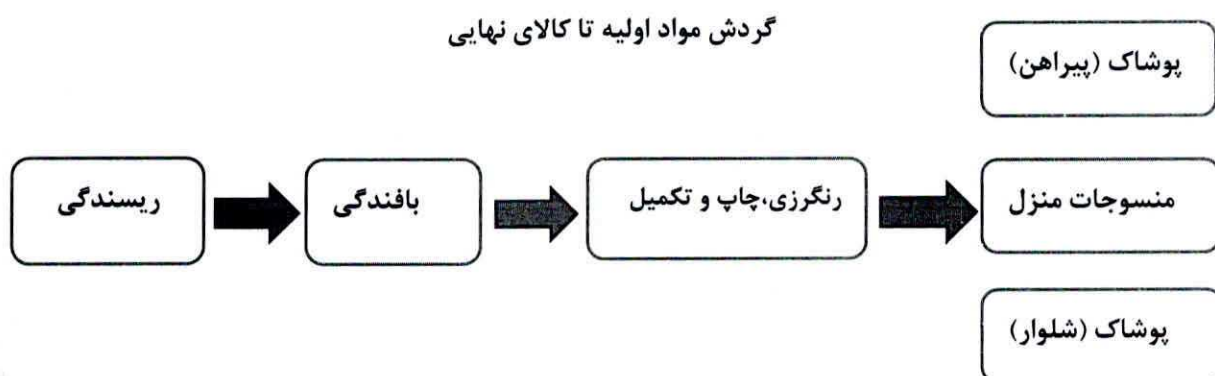 گردش مواد اولیه تا کالای نهایی
ریسندگی
بافندگی
رنگرزی،چاپ و تکمیل
پوشاک (پیراهن)
منسوجات منزل
پوشاک (شلوار)